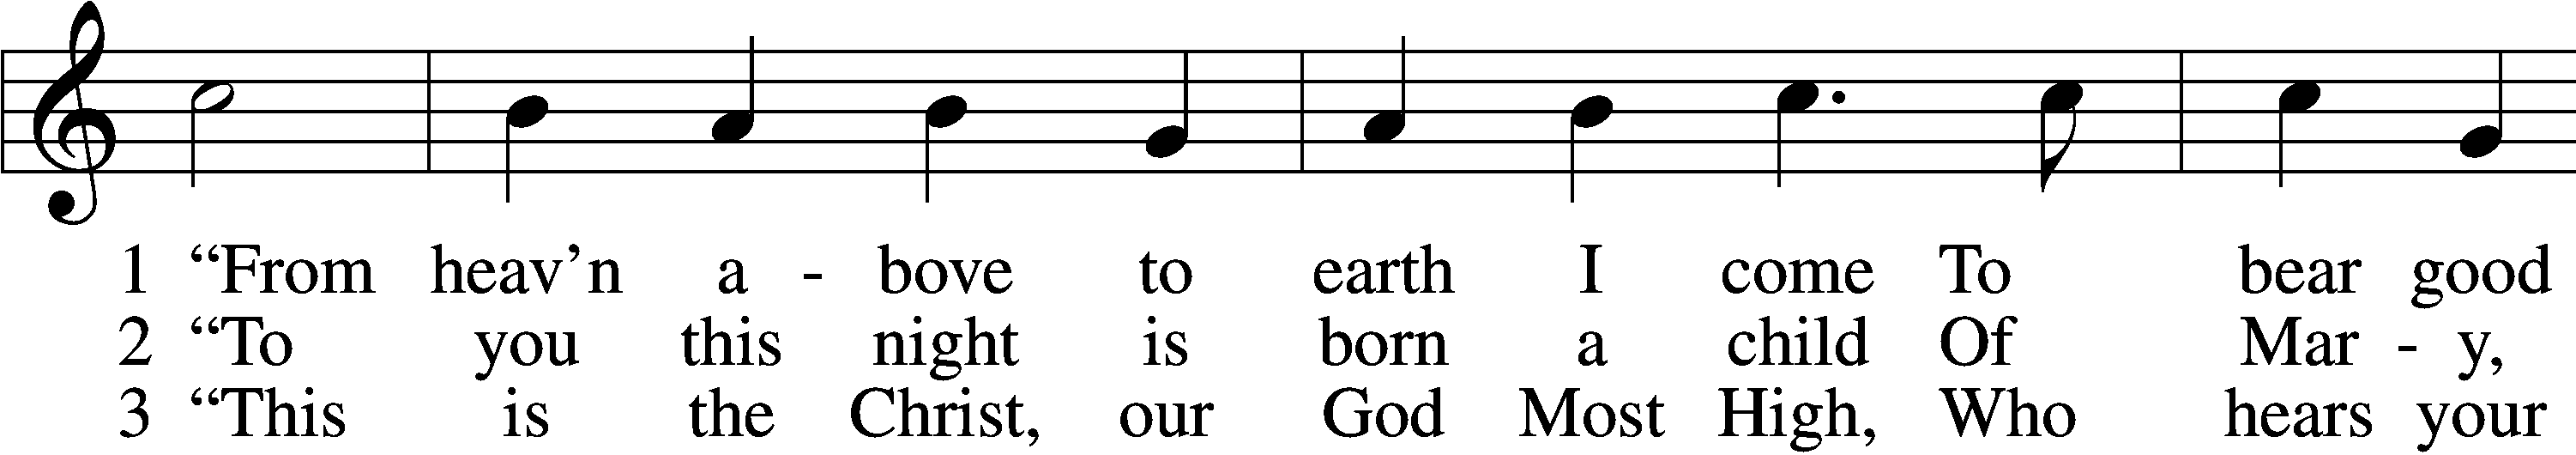 1 “From heav’n a - bove to earth I come To bear good
2 “To you this night is born a child Of Mar - y,
3 “This is the Christ, our God Most High, Who hears your